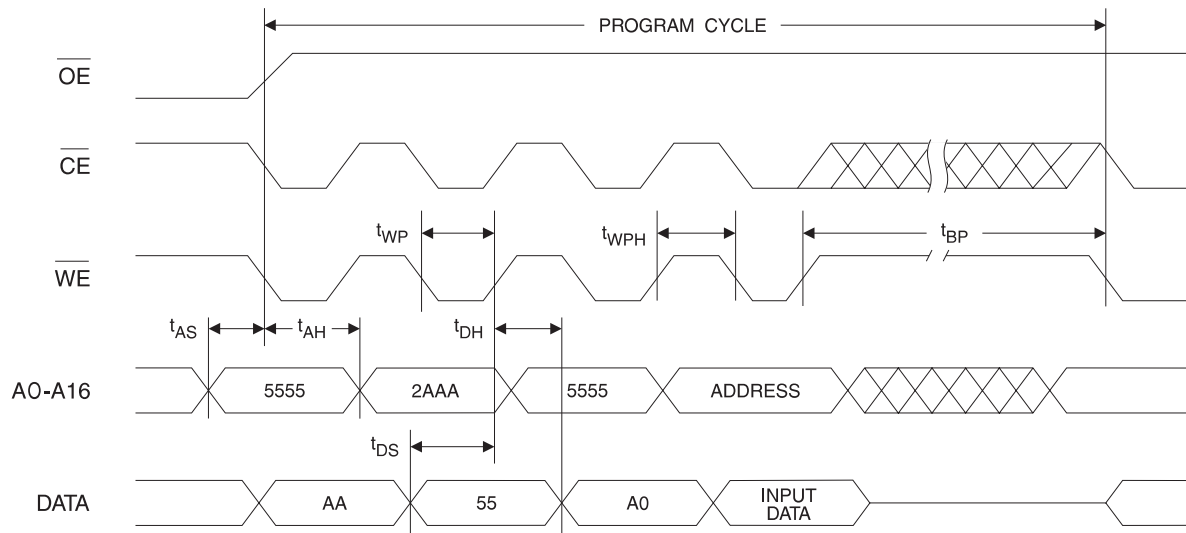 PROGRAM CYCLE
OE
CE
tWP
tWPH
tBP
WE
tAS
tAH
tDH
A0-A16
5555
2AAA
5555
ADDRESS
tDS
DATA
AA
55
A0
INPUT
DATA